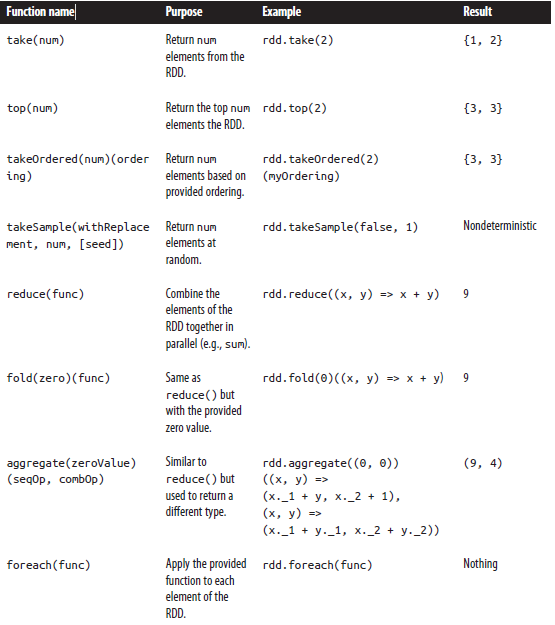 Function name Purpose Example Result
take(num) Return num rdd.take(2) {1, 2}
elements from the
RDD.
top(num) Return the top num rdd.top(2) {3, 3}
elements the RDD.
takeOrdered(num)(order Return num rdd.takeOrdered(2) {3, 3}
ing) elements based on (myOrdering)
provided ordering.
takeSample(withReplace Return num rdd.takeSample(false, 1) Nondeterministic
ment, num, [seed]) elements at
random.
reduce(func) Combine the rdd.reduce((x, y) => x + y) 9
elements of the
RDD together in
parallel (e.g., sum).
fold(zero)(func) Same as rdd.fold(0)((x, y) => x + y) 9
reduce() but
with the provided
zero value.
aggregate(zeroValue) Similar to rdd.aggregate((0, 0)) (9, 4)
(seqOp, combOp) reduce() but ((x, y) =>
used to return a (x._1 + y, x._2 + 1),
different type. (x, y) =>
(x._1 + y._1, x._2 + y._2))
foreach(func) Apply the provided rdd.foreach(func) Nothing
function to each
element of the
RDD.